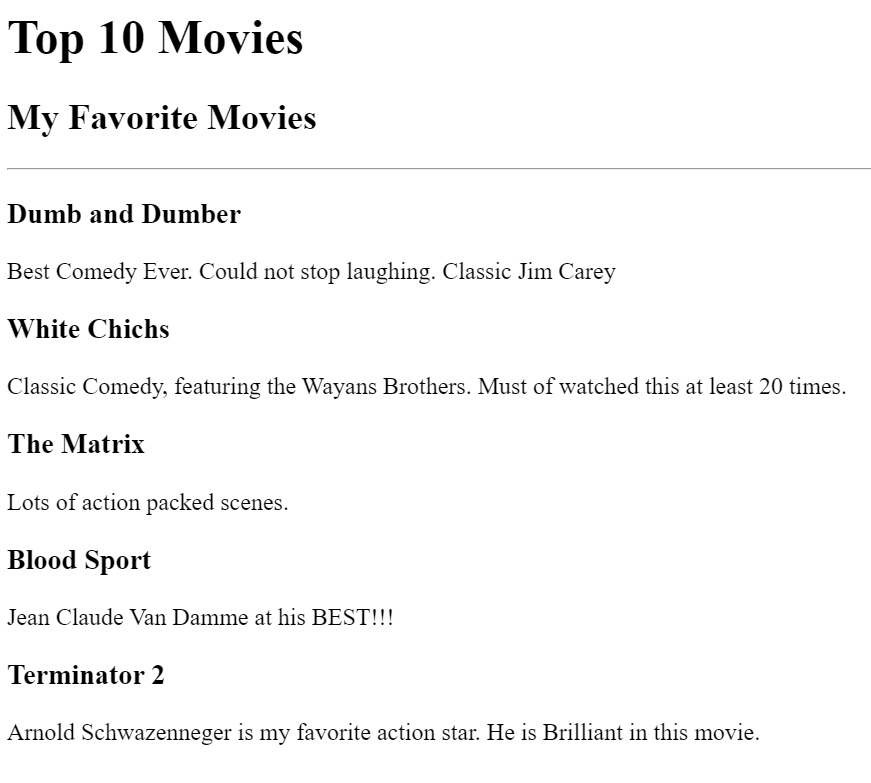 Top 10 Movies
My Favorite Movies
Dumb and Dumber
Best Comedy Ever. Could not stop laughing. Classic Jim Carey
White Chichs
Classic Comedy, featuring the Wayans Brothers. Must of watched this at least 20 times.
The Matrix
Lots of action packed scenes.
Blood Sport
Jean Claude Van Damme at his BEST!!!
Terminator 2
Arnold Schwazenneger is my favorite action star. He is Brilliant in this movie.